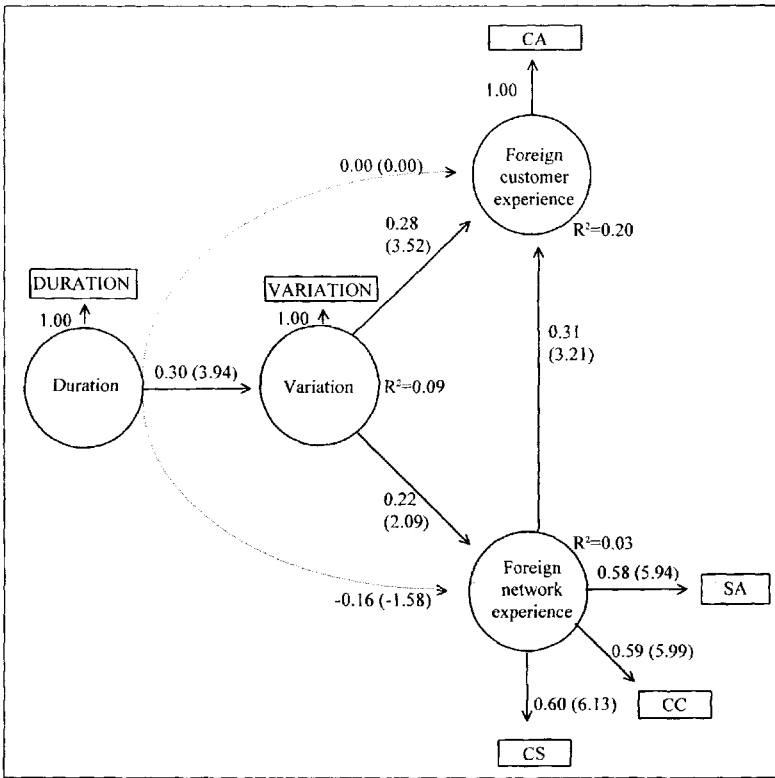 CA
1.00
Foreign
customer
experience
0.00 (0.00)
R²=0.20
0.28
(3.52)
DURATION
VARIATION
1.00
1.00
0.31
(3.21)
Duration
0.30 (3.94)
Variation
R²=0.09
0.22
(2.09)
R²=0.03
Foreign
network
experience
0.58 (5.94)
SA
-0.16 (-1.58)
0.59 (5.99)
CC
0.60 (6.13)
CS